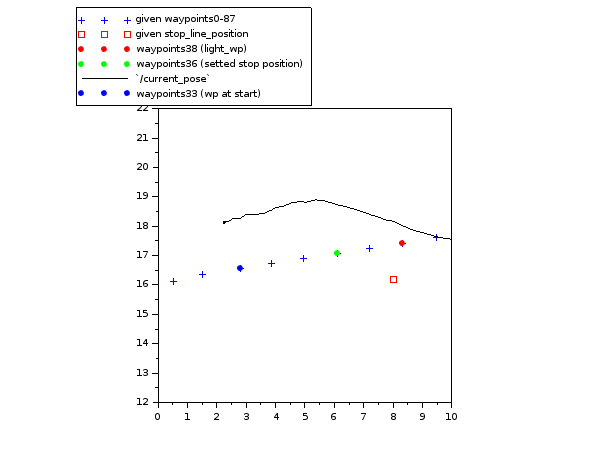 given waypoints0-87
given stop_line_position
waypoints38 (light_wp)
waypoints36 (setted stop position)
`/current_pose`
waypoints33 (wp at start)
22
21
20
19
18
17
16
15
14
13
12
0 1 2 3 4 5 6 7 8 9 10